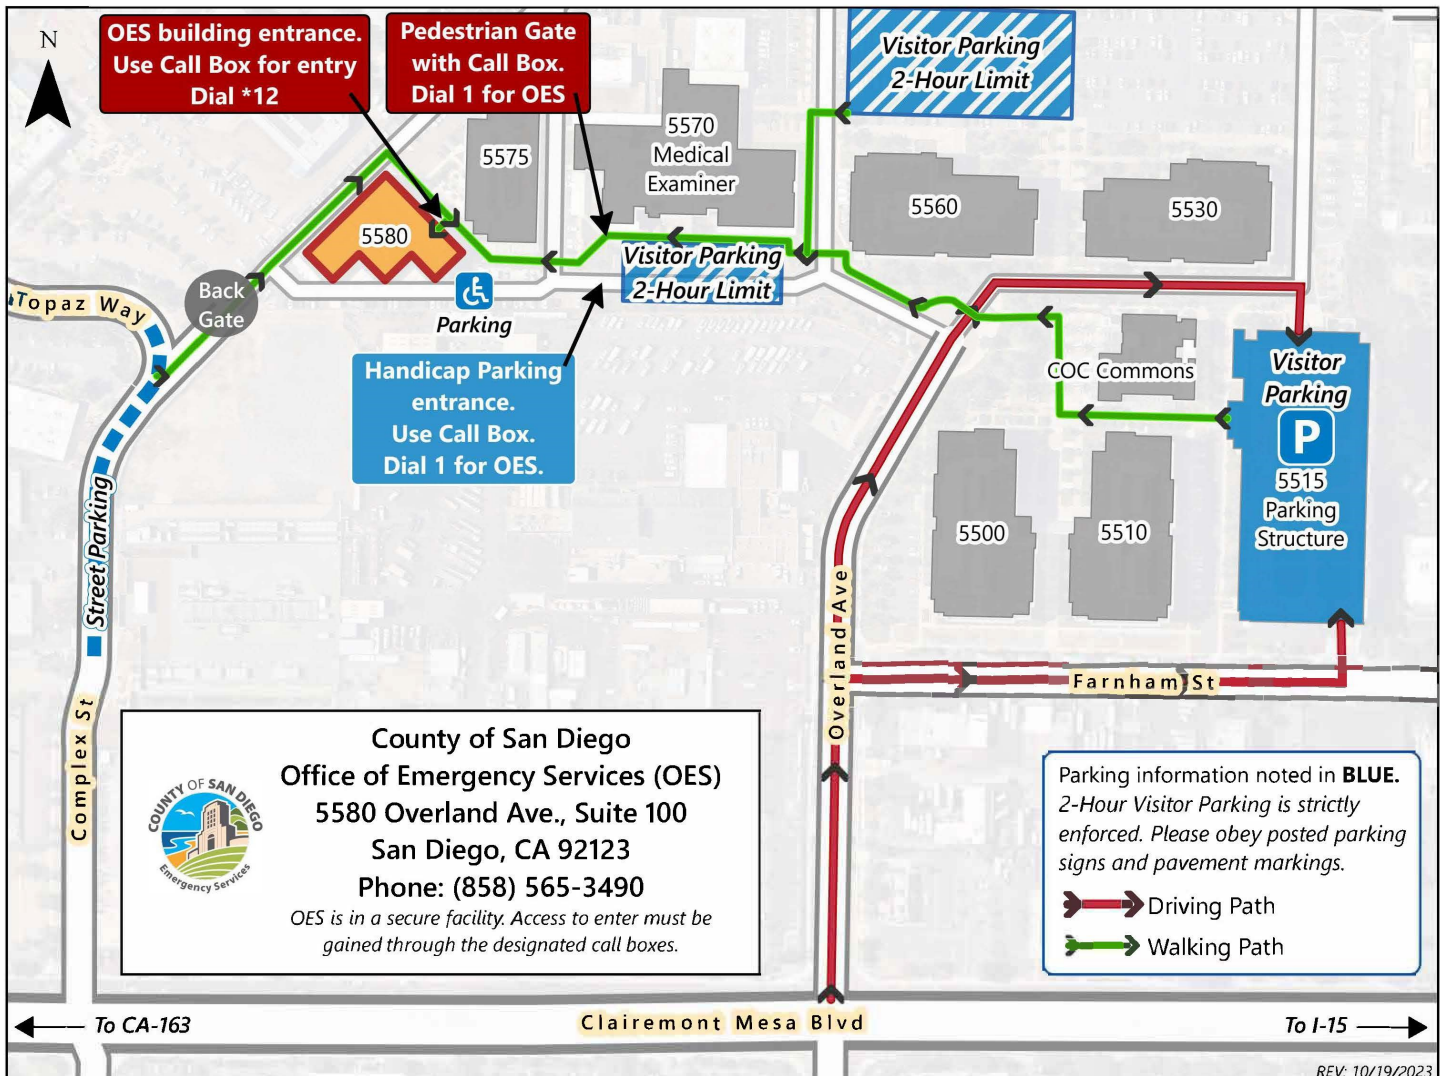 N
OES building entrance.
Use Call Box for entry
Dial *12
Pedestrian Gate
with Call Box.
Dial 1 for OES
Visitor Parking
2-Hour Limit
5575
5570
Medical
Examiner
5560
5530
5580
Visitor Parking
2-Hour Limit
Back
Gate
Topaz Way
Parking
Handicap Parking
entrance.
Use Call Box.
Dial 1 for OES.
COC Commons
Visitor
Parking
P
5515
Parking
Structure
5500
5510
Street Parking
Overland Ave
Farnham St
Complex St
County of San Diego
Office of Emergency Services (OES)
5580 Overland Ave., Suite 100
San Diego, CA 92123
Phone: (858) 565-3490
OES is in a secure facility. Access to enter must be
gained through the designated call boxes.
COUNTY OF SAN DIEGO
Emergency Services
Parking information noted in BLUE.
2-Hour Visitor Parking is strictly
enforced. Please obey posted parking
signs and pavement markings.
Driving Path
Walking Path
To CA-163
Clairemont Mesa Blvd
To I-15
REV: 10/19/2023